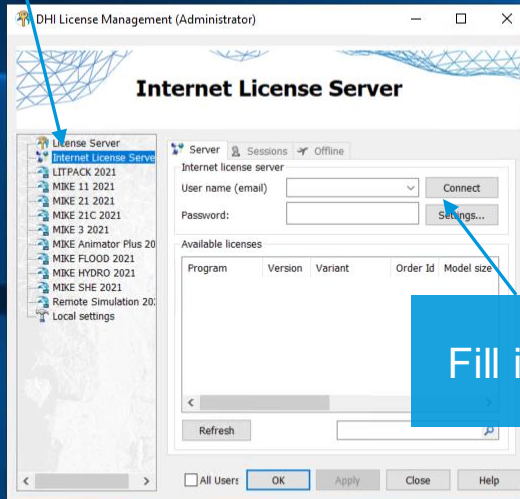 DHI License Management (Administrator)
Internet License Server
License Server
Internet License Serve
LITPACK 2021
MIKE 11 2021
MIKE 21 2021
MIKE 21C 2021
MIKE 3 2021
MIKE Animator Plus 20
MIKE FLOOD 2021
MIKE HYDRO 2021
MIKE SHE 2021
Remote Simulation 202
Local settings
Server Sessions Offline
Internet license server
User name (email) Connect
Password: Settings...
Available licenses
Program Version Variant Order Id Model size
Fill i
Refresh
All Users OK Apply Close Help